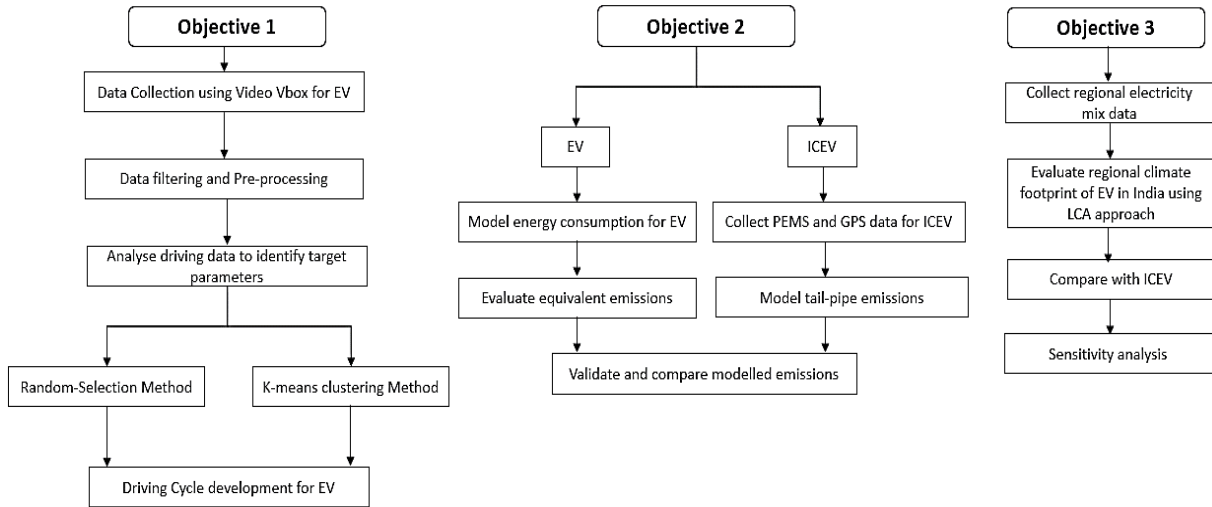 Objective 1
Data Collection using Video Vbox for EV
Data filtering and Pre-processing
Analyse driving data to identify target
parameters
Random-Selection Method
K-means clustering Method
Driving Cycle development for EV
Objective 2
EV
ICEV
Model energy consumption for EV
Collect PEMS and GPS data for ICEV
Evaluate equivalent emissions
Model tail-pipe emissions
Validate and compare modelled emissions
Objective 3
Collect regional electricity
mix data
Evaluate regional climate
footprint of EV in India using
LCA approach
Compare with ICEV
Sensitivity analysis